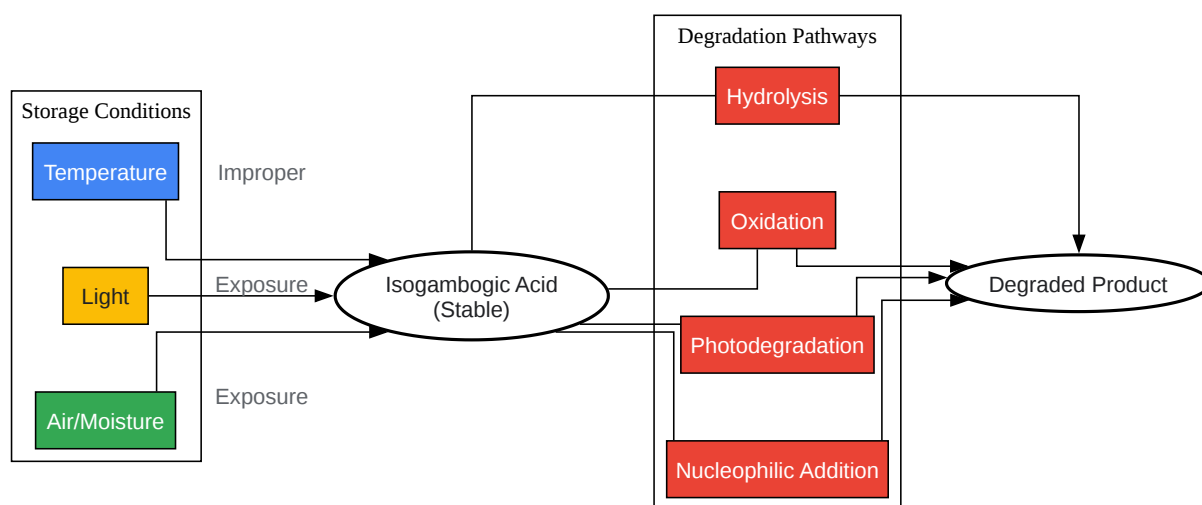 Storage Conditions
Temperature
Light
Air/Moisture
Improper
Exposure
Exposure
Isogambogic Acid
(Stable)
Degradation Pathways
Hydrolysis
Oxidation
Photodegradation
Nucleophilic Addition
Degraded Product